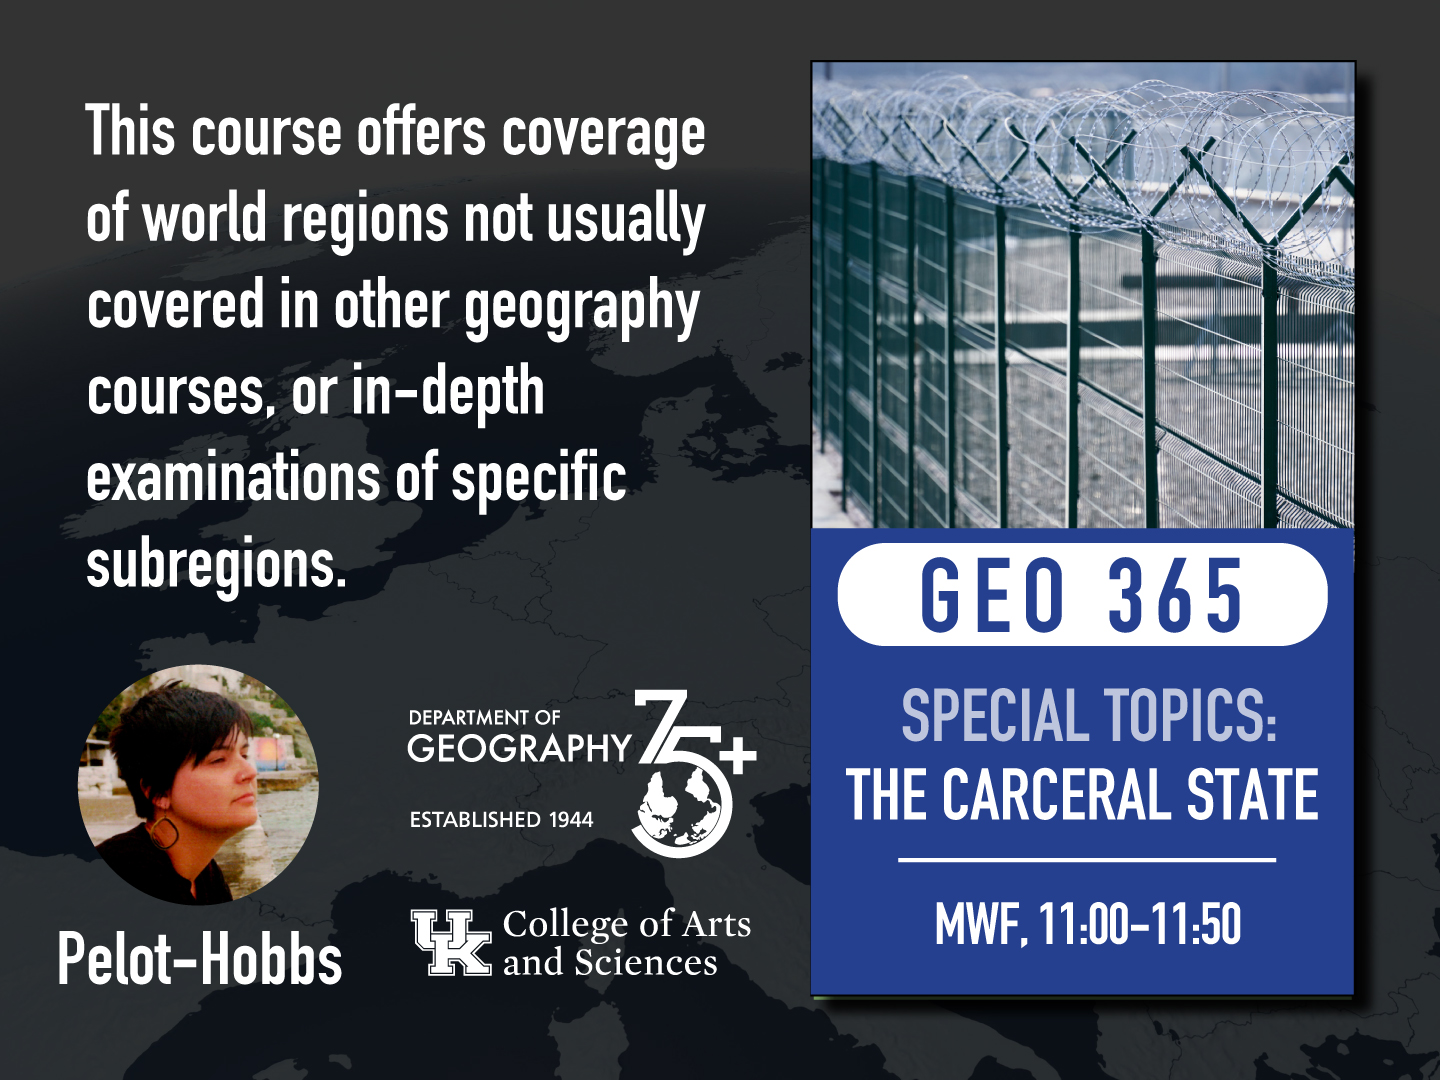 This course offers coverage
of world regions not usually
covered in other geography
courses, or in-depth
examinations of specific
subregions.
Pelot-Hobbs
DEPARTMENT OF
GEOGRAPHY
75+
ESTABLISHED 1944
UK
College of Arts
and Sciences
GEO 365
SPECIAL TOPICS:
THE CARCERAL STATE
MWF, 11:00-11:50